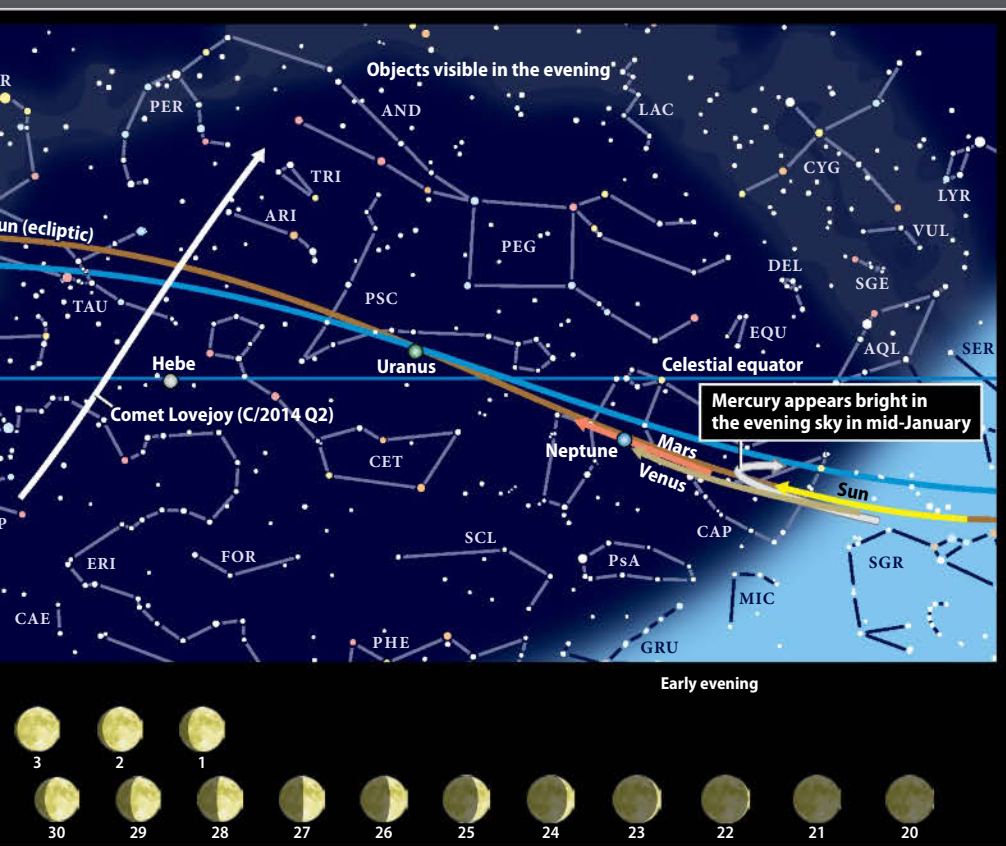 Objects visible in the evening
R
PER
AND
LAC
CYG
LYR
TRI
ARI
un (ecliptic)
PEG
VUL
DEL
SGE
TAU
PSC
EQU
AQL
SER
Hebe
Uranus
Celestial equator
Mercury appears bright in
the evening sky in mid-January
Comet Lovejoy (C/2014 Q2)
Neptune
Mars
Venus
CET
Sun
P
CAP
SCL
ERI
FOR
PsA
SGR
MIC
CAE
PHE
GRU
Early evening
3 2 1
30 29 28 27 26 25 24 23 22 21 20